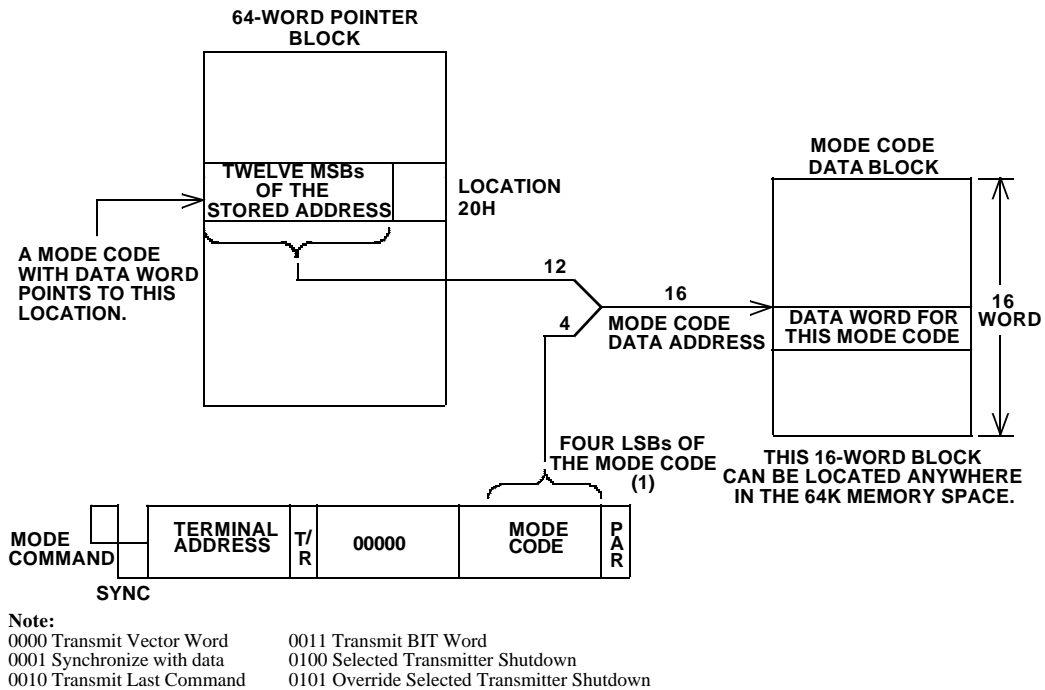 64-WORD POINTER
BLOCK
TWELVE MSBs
OF THE
STORED ADDRESS
LOCATION
20H
A MODE CODE
WITH DATA WORD
POINTS TO THIS
LOCATION.
12
4
16
MODE CODE
DATA ADDRESS
MODE CODE
DATA BLOCK
DATA WORD FOR
THIS MODE CODE
16
WORD
THIS 16-WORD BLOCK
CAN BE LOCATED ANYWHERE
IN THE 64K MEMORY SPACE.
FOUR LSBs OF
THE MODE CODE
(1)
MODE
COMMAND
SYNC
TERMINAL
ADDRESS
T/
R
00000
MODE
CODE
P
A
R
Note:
0000 Transmit Vector Word 0011 Transmit BIT Word
0001 Synchronize with data 0100 Selected Transmitter Shutdown
0010 Transmit Last Command 0101 Override Selected Transmitter Shutdown